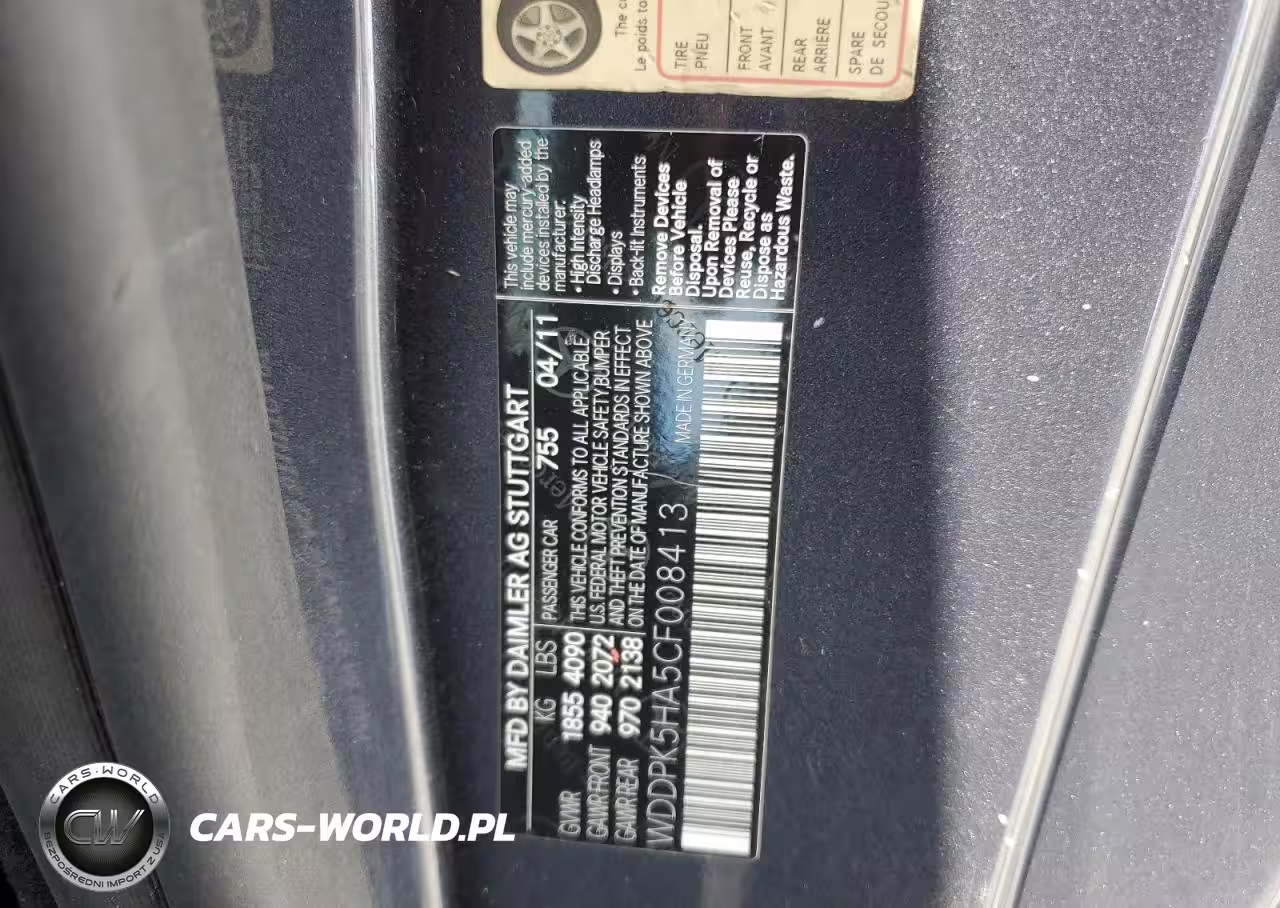 The
Le poids
TIRE
PNEU
FRONT
AVANT
REAR
ARRIERE
SPARE
DE SECOU
MFD BY DAIMLER AG STUTTGART
KG LBS PASSENGER CAR 755 04/11
GVWR 1855 4090
GAWR FRONT 940 2072
GAWR REAR 970 2138
THIS VEHICLE CONFORMS TO ALL APPLICABLE
U.S. FEDERAL MOTOR VEHICLE SAFETY, BUMPER
AND THEFT PREVENTION STANDARDS IN EFFECT
ON THE DATE OF MANUFACTURE SHOWN ABOVE
WDDPK5HA5CF008413 MADE IN GERMANY
This vehicle may
include mercury-added
devices installed by the
manufacturer:
• High Intensity
Discharge Headlamps
• Displays
• Back-lit Instruments
Remove Devices
Before Vehicle
Disposal.
Upon Removal of
Devices Please
Reuse, Recycle or
Dispose as
Hazardous Waste.
CARS-WORLD
CW
BEZPOŚREDNI IMPORT Z USA
CARS-WORLD.PL